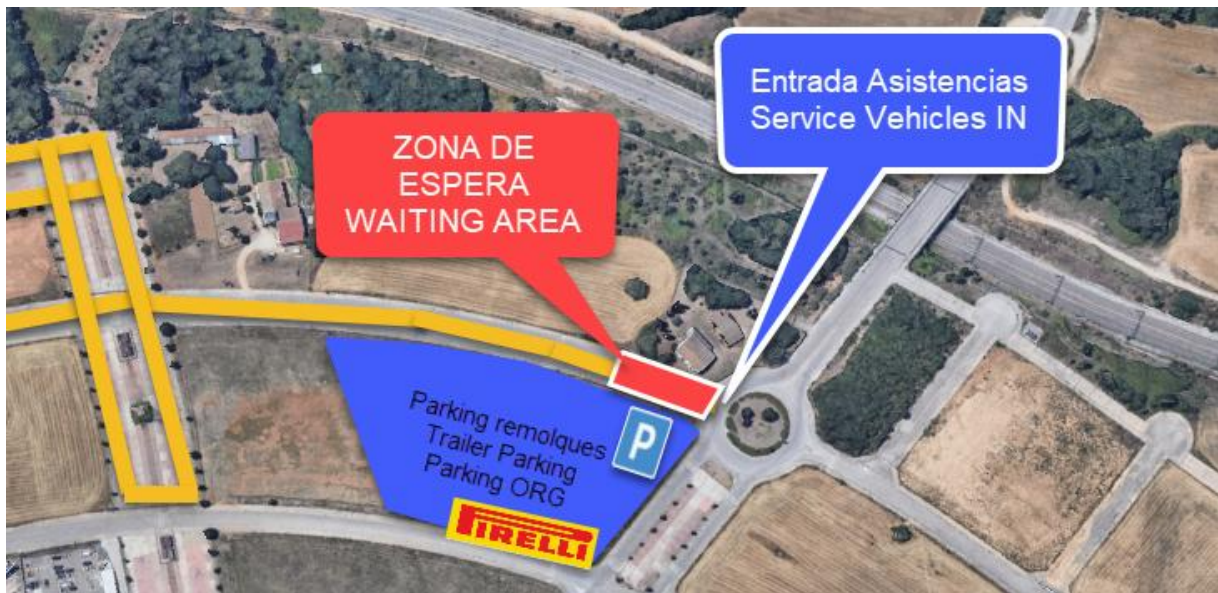 Entrada Asistencias
Service Vehicles IN
ZONA DE
ESPERA
WAITING AREA
Parking remolques
Trailer Parking
Parking ORG
P
PIRELLI